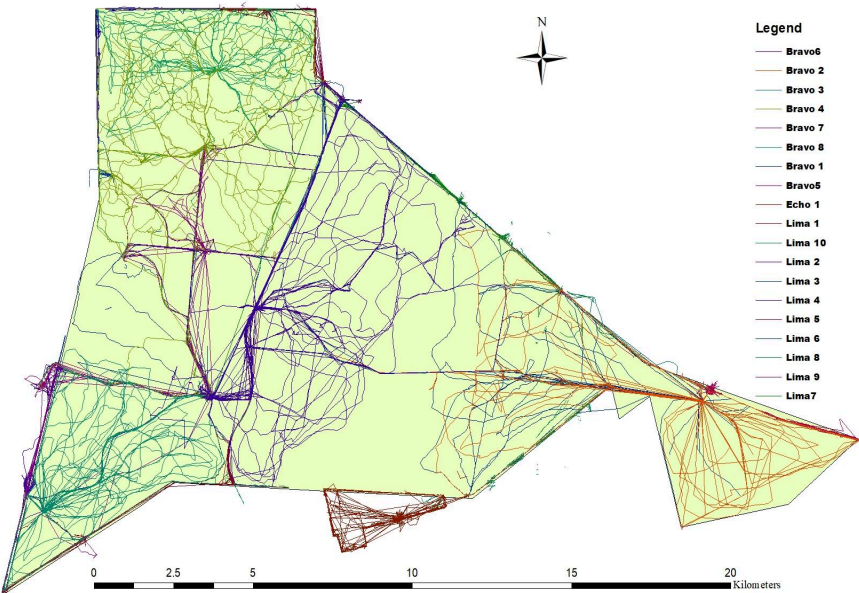 N
Legend
Bravo6
Bravo 2
Bravo 3
Bravo 4
Bravo 7
Bravo 8
Bravo 1
Bravo5
Echo 1
Lima 1
Lima 10
Lima 2
Lima 3
Lima 4
Lima 5
Lima 6
Lima 8
Lima 9
Lima7
0 2.5 5 10 15 20
Kilometers